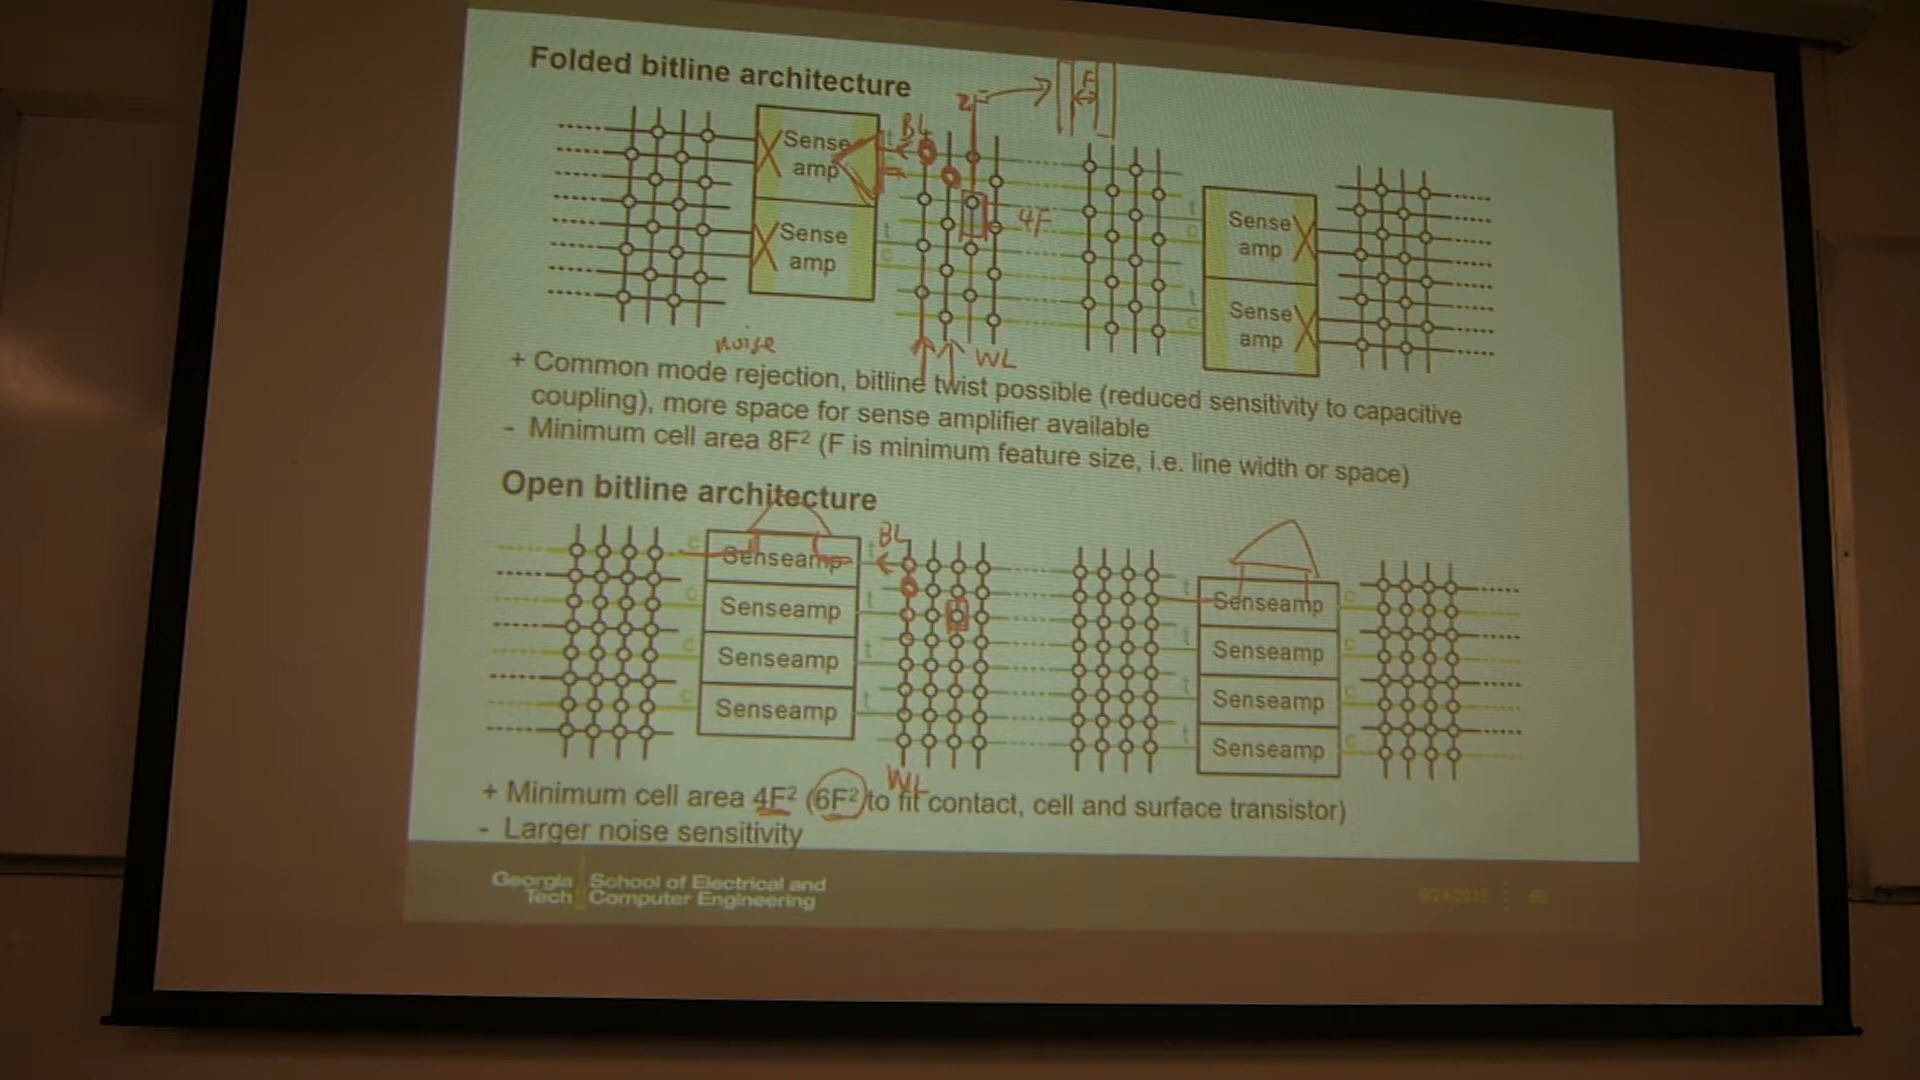 Folded bitline architecture
2F
F
BL
Sense amp
t
Sense amp
t
c
4F
t
c
Sense amp
t
c
Sense amp
noise
WL
+ Common mode rejection, bitline twist possible (reduced sensitivity to capacitive
coupling), more space for sense amplifier available
- Minimum cell area 8F² (F is minimum feature size, i.e. line width or space)
Open bitline architecture
BL
c Senseamp t
c Senseamp t
c Senseamp t
c Senseamp t
t Senseamp c
t Senseamp c
t Senseamp c
t Senseamp c
WL
+ Minimum cell area 4F² (6F² to fit contact, cell and surface transistor)
- Larger noise sensitivity
Georgia Tech
School of Electrical and
Computer Engineering